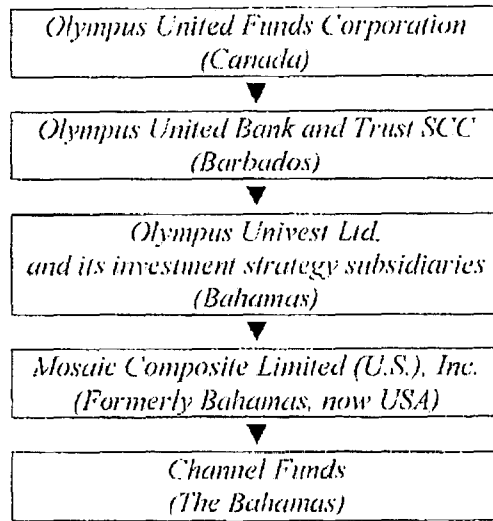 Olympus United Funds Corporation
(Canada)
Olympus United Bank and Trust SCC
(Barbados)
Olympus Univest Ltd.
and its investment strategy subsidiaries
(Bahamas)
Mosaic Composite Limited (U.S.), Inc.
(Formerly Bahamas, now USA)
Channel Funds
(The Bahamas)